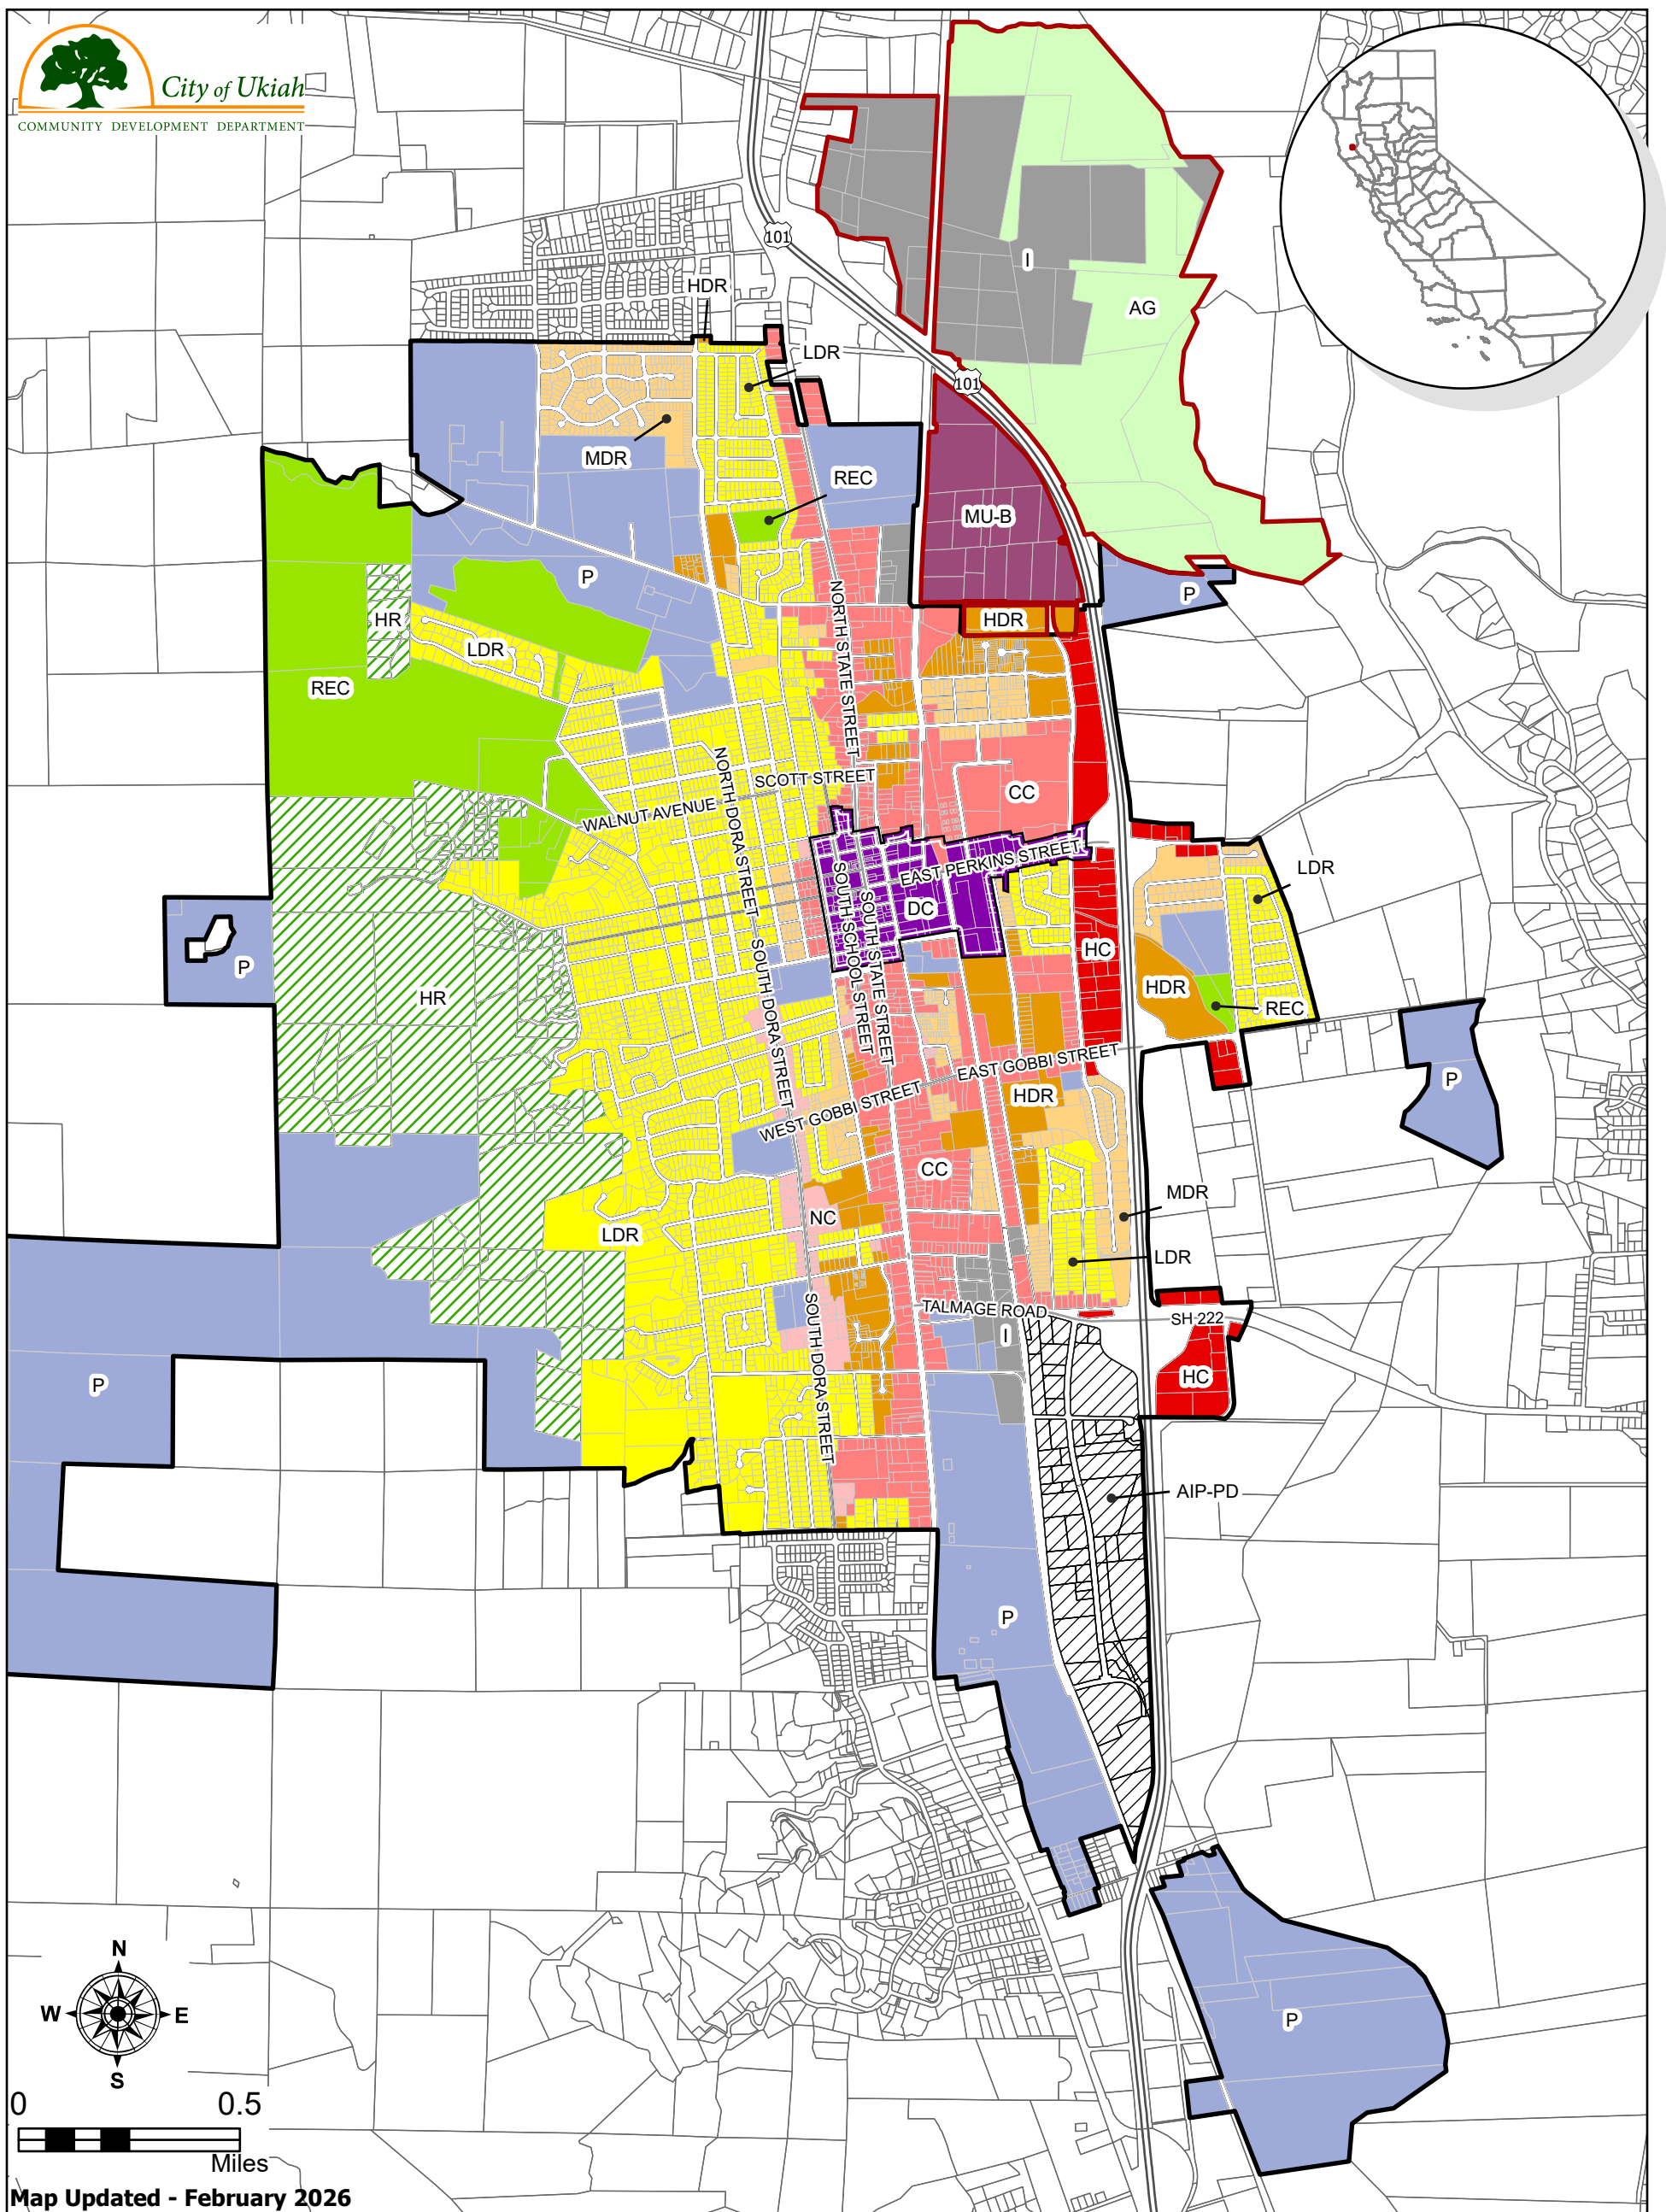 City of Ukiah
COMMUNITY DEVELOPMENT DEPARTMENT
101
I
HDR
AG
LDR
101
MDR
REC
MU-B
P
P
HR
HDR
LDR
NORTH STATE STREET
REC
SCOTT STREET
NORTH DORA STREET
CC
WALNUT AVENUE
EAST PERKINS STREET
LDR
SOUTH SCHOOL STREET
SOUTH STATE STREET
DC
HC
P
HDR
HR
SOUTH DORA STREET
REC
EAST GOBBI STREET
P
WEST GOBBI STREET
HDR
CC
MDR
NC
LDR
LDR
TALMAGE ROAD
SH 222
I
SOUTH DORA STREET
HC
P
AIP-PD
P
N
W
E
S
P
0
0.5
Miles
Map Updated - February 2026